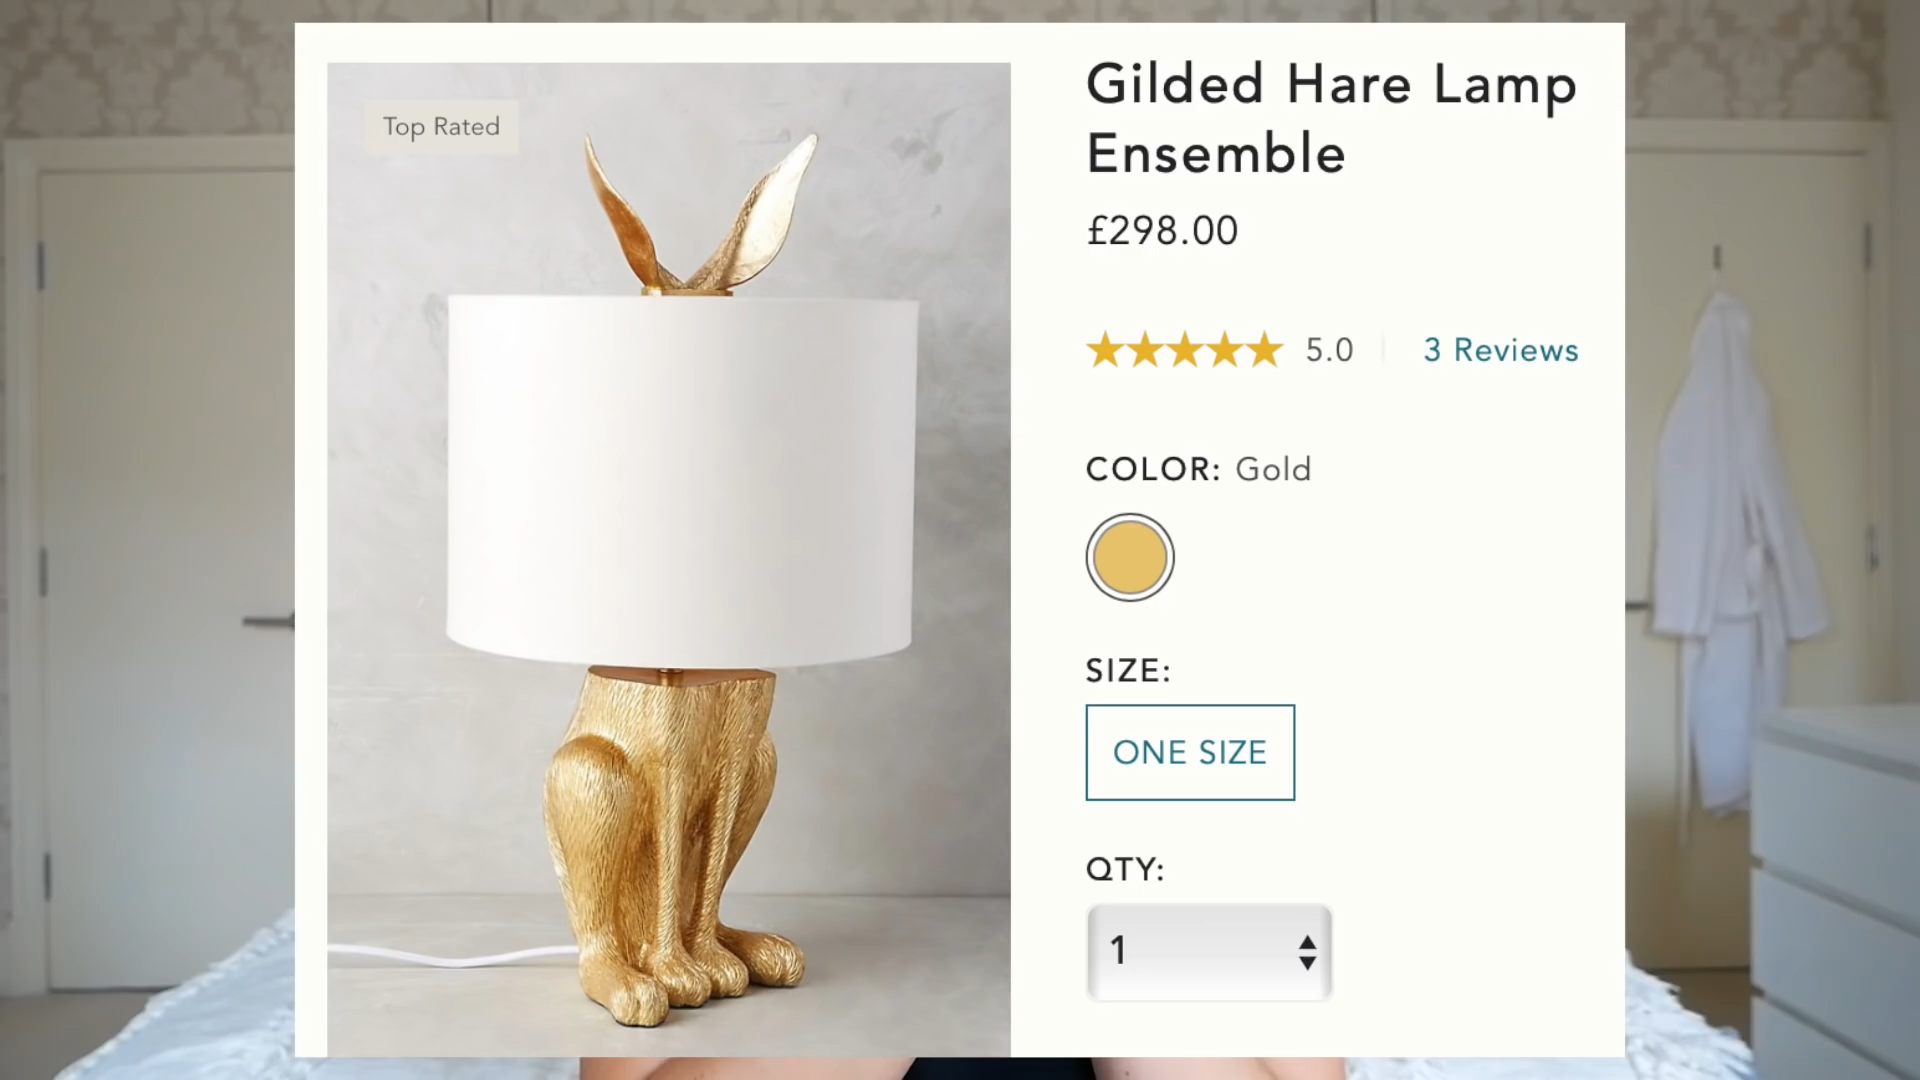 Top Rated
Gilded Hare Lamp
Ensemble
£298.00
5.0
3 Reviews
COLOR: Gold
SIZE:
ONE SIZE
QTY:
1